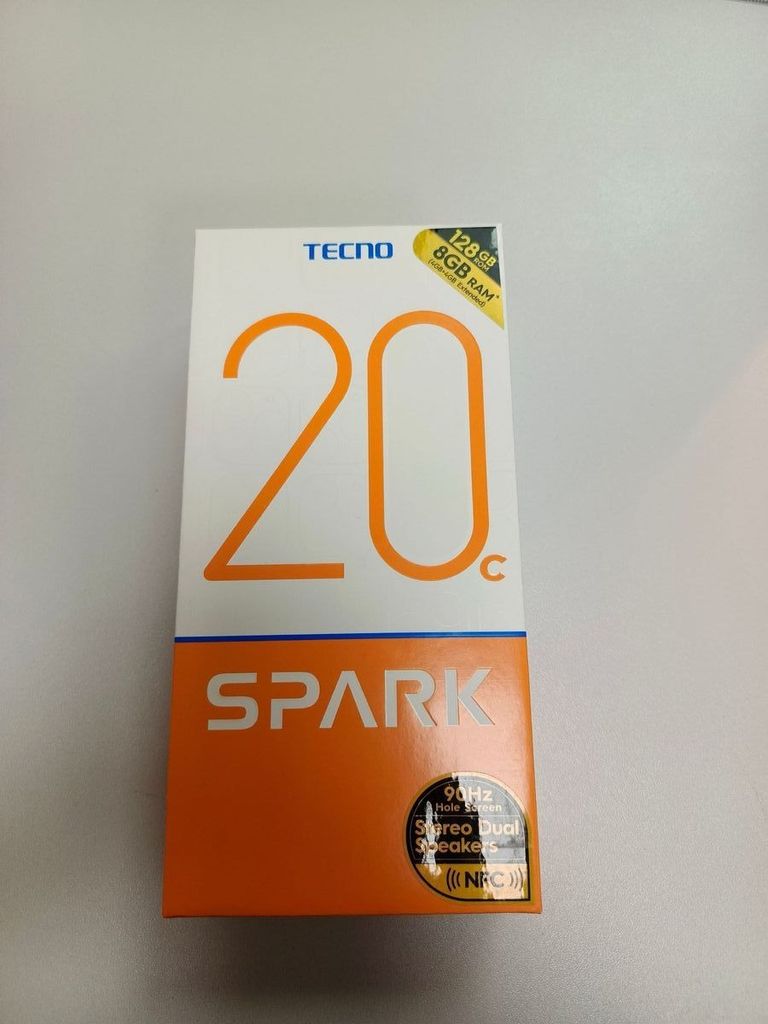 TECNO
128GB
ROM
8GB RAM*
(4GB+4GB Extended)
20c
SPARK
90Hz
Hole Screen
Stereo Dual
Speakers
NFC